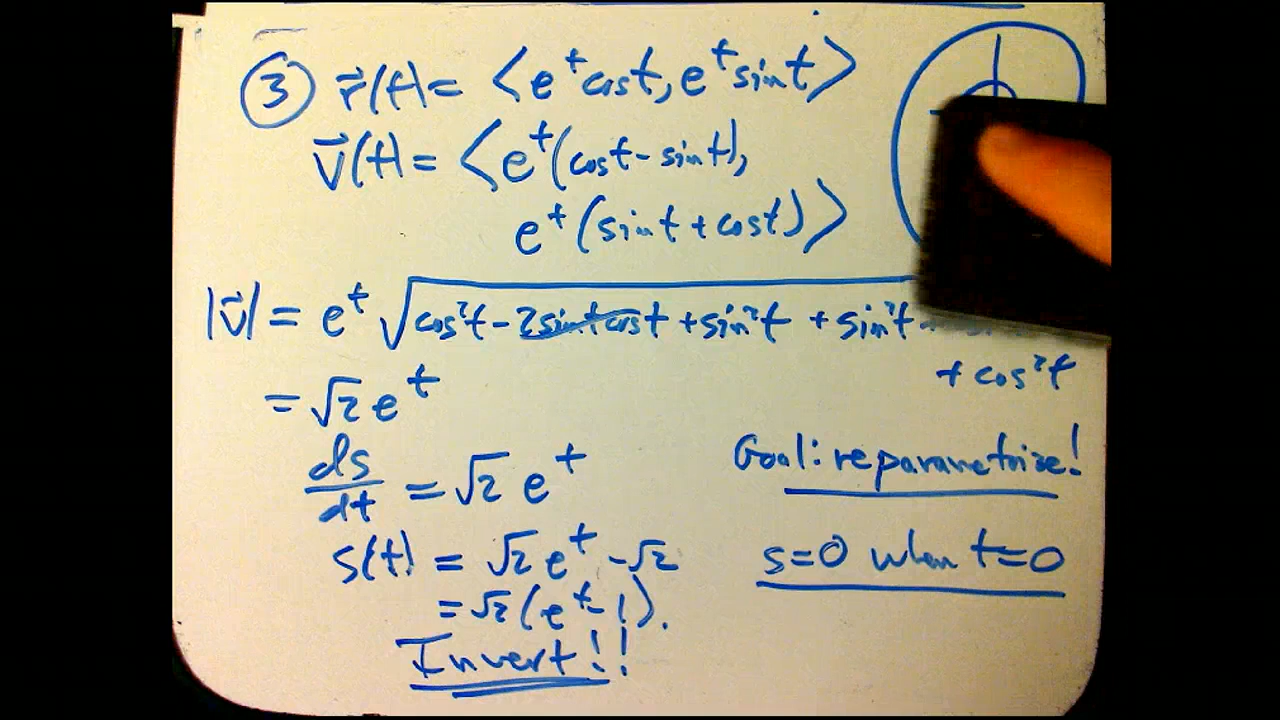 ③ r⃗(t) = <e^t cos t, e^t sin t>
v⃗(t) = <e^t(cos t - sin t),
e^t(sin t + cos t)>
|v⃗| = e^t √(cos²t - 2sin t cos t + sin²t + sin²t
+ cos²t
= √2 e^t
ds/dt = √2 e^t
Goal: reparametrize!
s(t) = √2 e^t - √2
s=0 when t=0
= √2(e^t - 1).
Invert!!